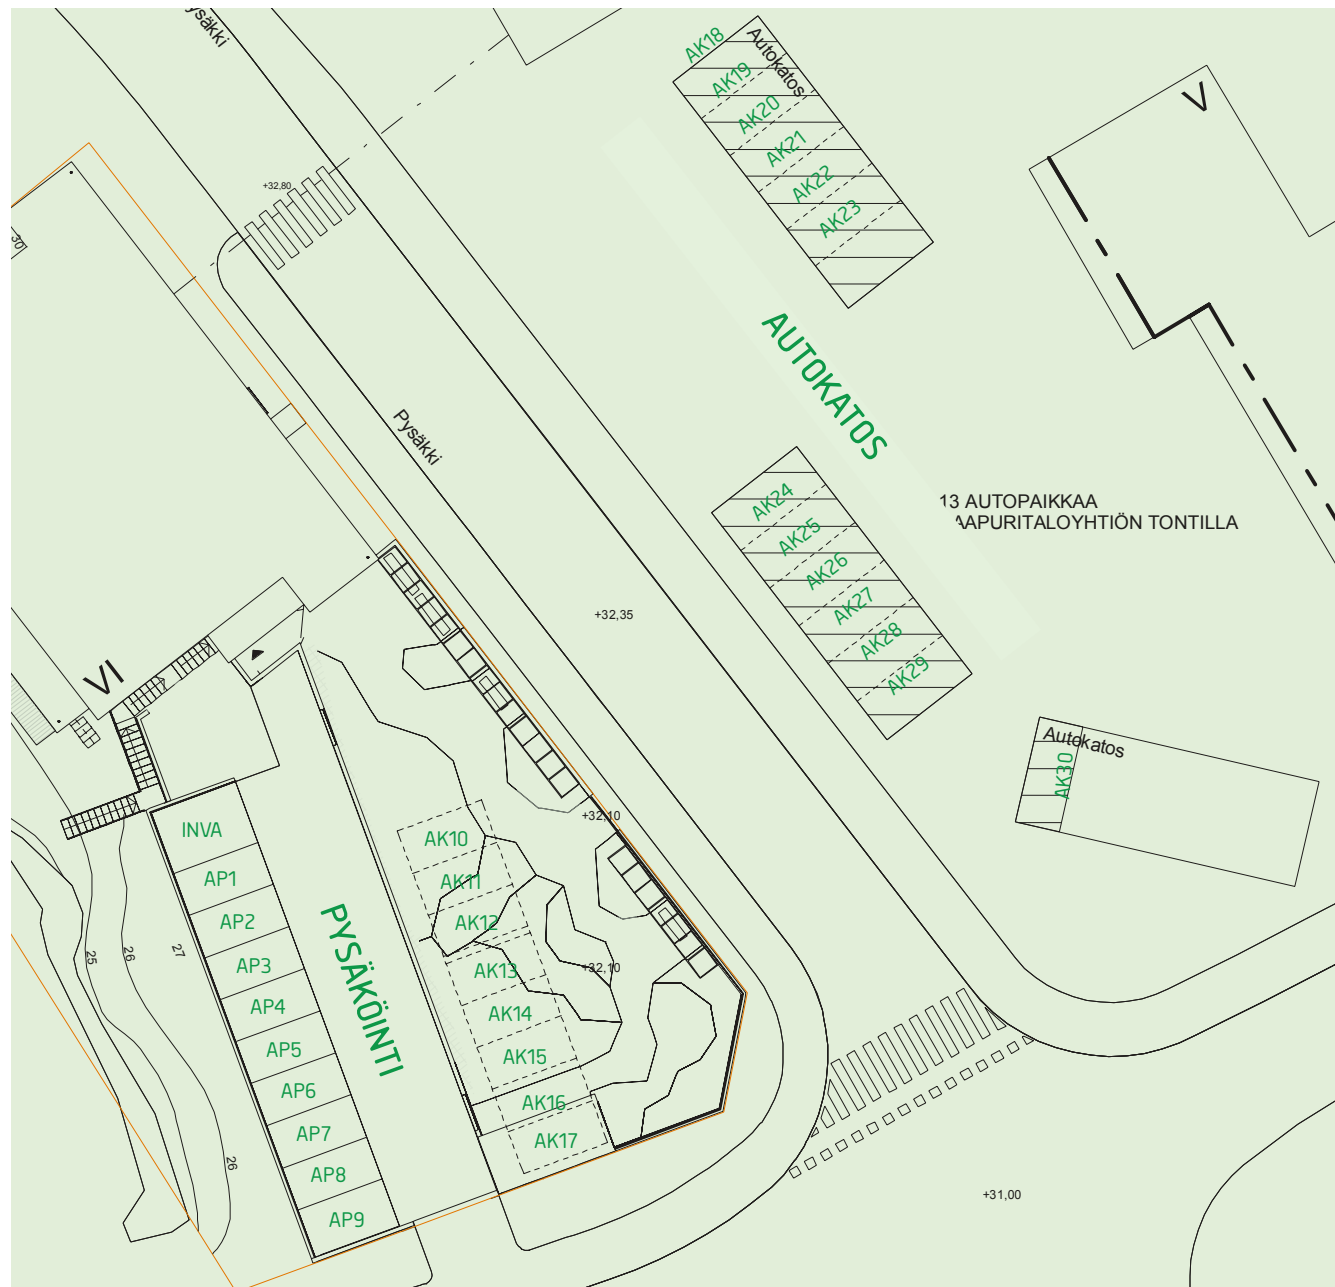 Pysäkki
AK18
Autokatos
AK19
AK20
AK21
AK22
AK23
V
+32,80
30
AUTOKATOS
Pysäkki
AK24
AK25
AK26
AK27
AK28
AK29
13 AUTOPAIKKAA
AAPURITALOYHTIÖN TONTILLA
+32,35
VI
Autokatos
AK30
+32,10
INVA
AP1
AP2
AP3
AP4
AP5
AP6
AP7
AP8
AP9
PYSÄKÖINTI
AK10
AK11
AK12
AK13
AK14
AK15
AK16
AK17
+32,10
25
26
27
26
+31,00